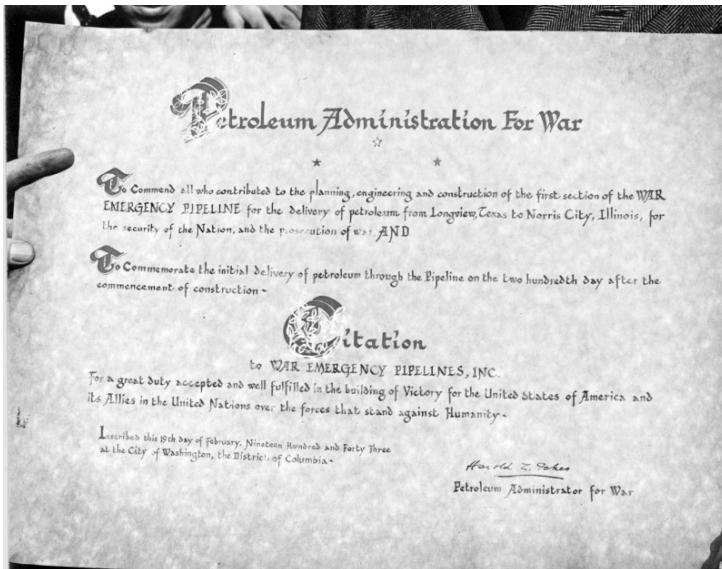 Petroleum Administration For War
To Commend all who contributed to the planning, engineering and construction of the first section of the WAR
EMERGENCY PIPELINE for the delivery of petroleum from Longview, Texas to Norris City, Illinois, for
the security of the Nation, and the prosecution of war, AND
To Commemorate the initial delivery of petroleum through the Pipeline on the two hundredth day after the
commencement of construction -
Citation
to WAR EMERGENCY PIPELINES, INC.
For a great duty accepted and well fulfilled in the building of Victory for the United States of America and
its Allies in the United Nations over the forces that stand against Humanity -
Inscribed this 19th day of February, Nineteen Hundred and Forty Three
at the City of Washington, the District of Columbia -
Harold L. Ickes
Petroleum Administrator for War